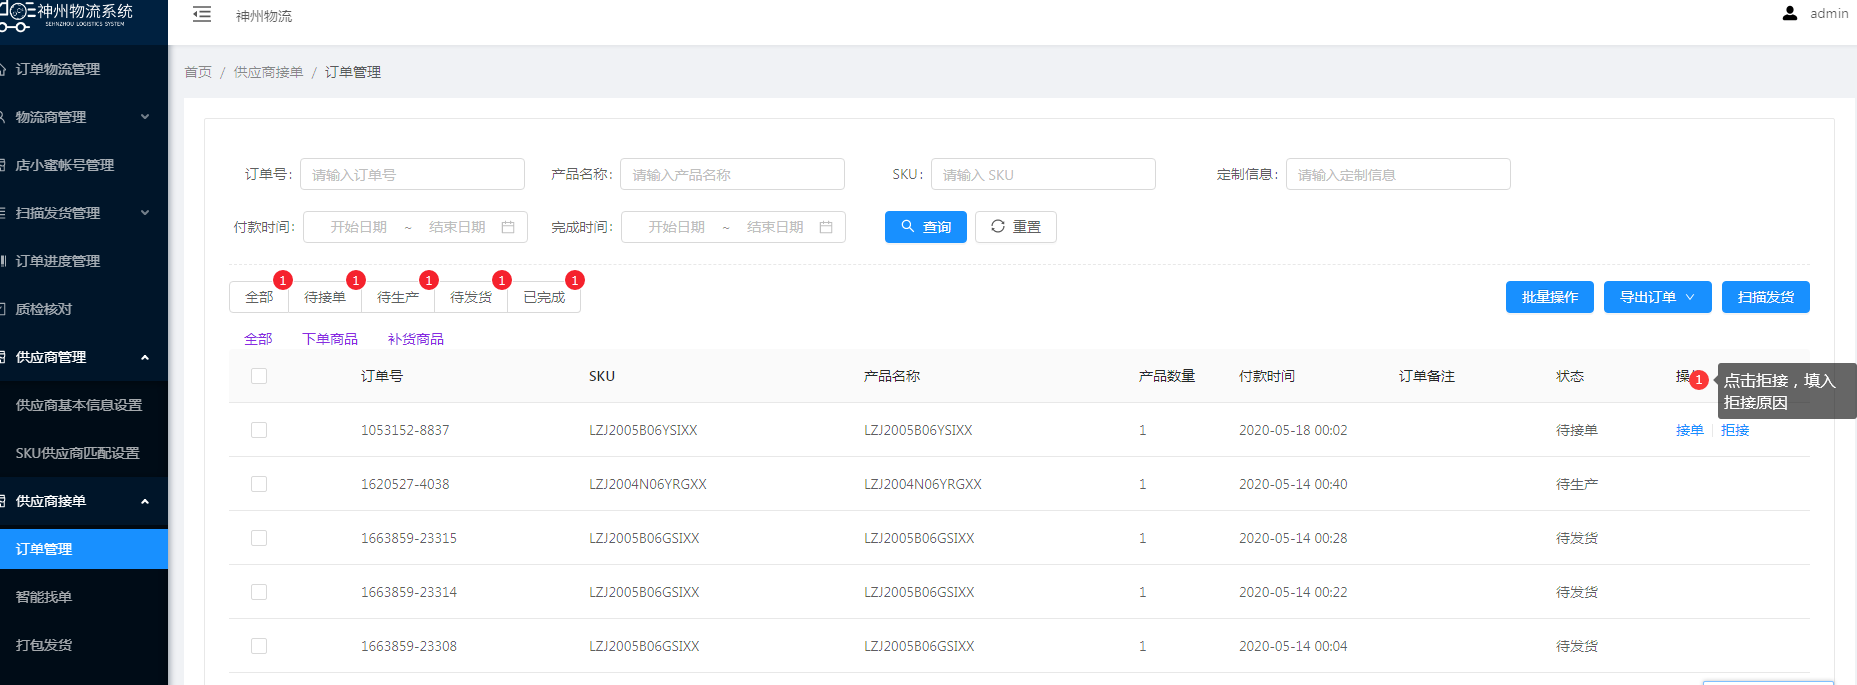 神州物流系统
SEHNZHOU LOGISTICS SYSTEM
神州物流
admin
订单物流管理
物流商管理
店小蜜帐号管理
扫描发货管理
订单进度管理
质检核对
供应商管理
供应商基本信息设置
SKU供应商匹配设置
供应商接单
订单管理
智能找单
打包发货
首页 / 供应商接单 / 订单管理
订单号: 请输入订单号 产品名称: 请输入产品名称 SKU: 请输入 SKU 定制信息: 请输入定制信息
付款时间: 开始日期 ~ 结束日期 完成时间: 开始日期 ~ 结束日期 查询 重置
1 1 1 1 1
全部 待接单 待生产 待发货 已完成 批量操作 导出订单 扫描发货
全部 下单商品 补货商品
订单号 SKU 产品名称 产品数量 付款时间 订单备注 状态 操 1
点击拒接，填入
拒接原因
1053152-8837 LZJ2005B06YSIXX LZJ2005B06YSIXX 1 2020-05-18 00:02 待接单 接单 拒接
1620527-4038 LZJ2004N06YRGXX LZJ2004N06YRGXX 1 2020-05-14 00:40 待生产
1663859-23315 LZJ2005B06GSIXX LZJ2005B06GSIXX 1 2020-05-14 00:28 待发货
1663859-23314 LZJ2005B06GSIXX LZJ2005B06GSIXX 1 2020-05-14 00:22 待发货
1663859-23308 LZJ2005B06GSIXX LZJ2005B06GSIXX 1 2020-05-14 00:04 待发货